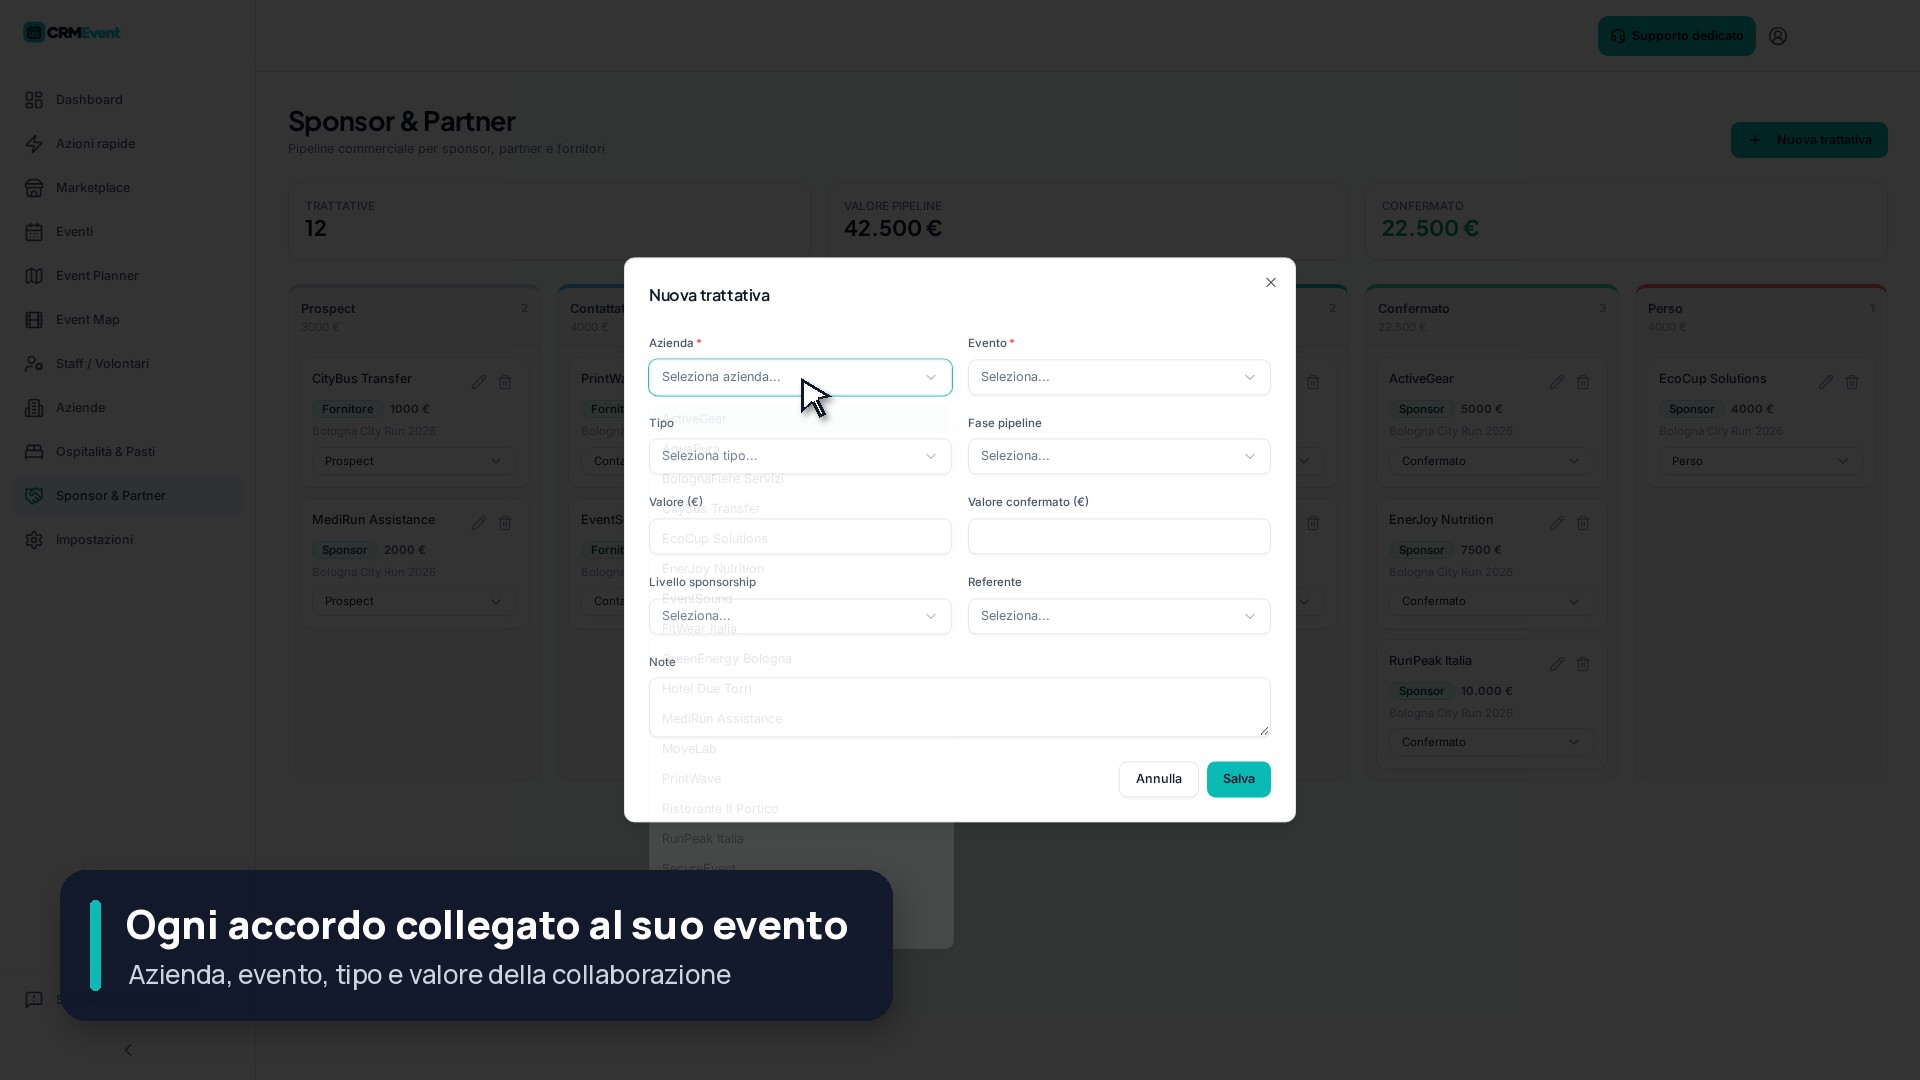 CRMEvent
Supporto dedicato
Dashboard
Azioni rapide
Marketplace
Eventi
Event Planner
Event Map
Staff / Volontari
Aziende
Ospitalità & Pasti
Sponsor & Partner
Impostazioni
Sponsor & Partner
Pipeline commerciale per sponsor, partner e fornitori
Nuova trattativa
TRATTATIVE
12
VALORE PIPELINE
42.500 €
CONFERMATO
22.500 €
Prospect 2
3000 €
CityBus Transfer
Fornitore 1000 €
Bologna City Run 2026
Prospect
MediRun Assistance
Sponsor 2000 €
Bologna City Run 2026
Prospect
4000 €
2
Nuova trattativa
Azienda *
Seleziona azienda...
Evento *
Seleziona...
Tipo
Seleziona tipo...
Fase pipeline
Seleziona...
Valore (€)
Valore confermato (€)
Livello sponsorship
Seleziona...
Referente
Seleziona...
Note
Annulla
Salva
ActiveGear
AquaPura
BolognaFiere Servizi
CityBus Transfer
EcoCup Solutions
EnerJoy Nutrition
EventSound
FitWear Italia
GreenEnergy Bologna
Hotel Due Torri
MediRun Assistance
MoveLab
PrintWave
Ristorante Il Portico
RunPeak Italia
SecureEvent
Confermato 3
22.500 €
ActiveGear
Sponsor 5000 €
Bologna City Run 2026
Confermato
EnerJoy Nutrition
Sponsor 7500 €
Bologna City Run 2026
Confermato
RunPeak Italia
Sponsor 10.000 €
Bologna City Run 2026
Confermato
Perso 1
4000 €
EcoCup Solutions
Sponsor 4000 €
Bologna City Run 2026
Perso
Ogni accordo collegato al suo evento
Azienda, evento, tipo e valore della collaborazione